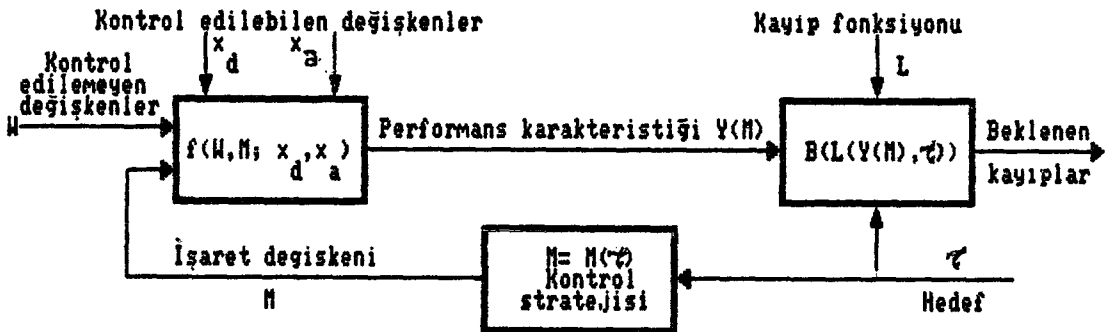 Kontrol edilebilen değişkenler
x d
x a
Kayıp fonksiyonu
L
Kontrol
edilemeyen
değişkenler
W
f(W,M; x d ,x a )
Performans karakteristiği Y(M)
B(L(Y(M),τ))
Beklenen
kayıplar
İşaret degiskeni
M
M= M(τ)
Kontrol
stratejisi
τ
Hedef